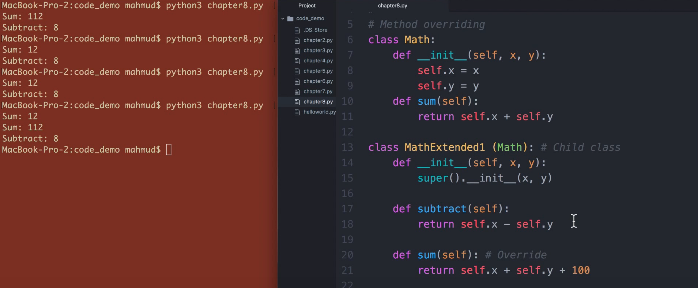 MacBook-Pro-2:code_demo mahmud$ python3 chapter8.py
Sum: 112
Subtract: 8
MacBook-Pro-2:code_demo mahmud$ python3 chapter8.py
Sum: 12
Subtract: 8
MacBook-Pro-2:code_demo mahmud$ python3 chapter8.py
Sum: 12
Subtract: 8
MacBook-Pro-2:code_demo mahmud$ python3 chapter8.py
Sum: 12
Sum: 112
Subtract: 8
MacBook-Pro-2:code_demo mahmud$
Project
code_demo
.DS_Store
chapter2.py
chapter3.py
chapter4.py
chapter5.py
chapter6.py
chapter7.py
chapter8.py
helloworld.py
chapter8.py
5 # Method overriding
6 class Math:
7 def __init__(self, x, y):
8 self.x = x
9 self.y = y
10 def sum(self):
11 return self.x + self.y
12
13 class MathExtended1 (Math): # Child class
14 def __init__(self, x, y):
15 super().__init__(x, y)
16
17 def subtract(self):
18 return self.x - self.y
19
20 def sum(self): # Override
21 return self.x + self.y + 100
22